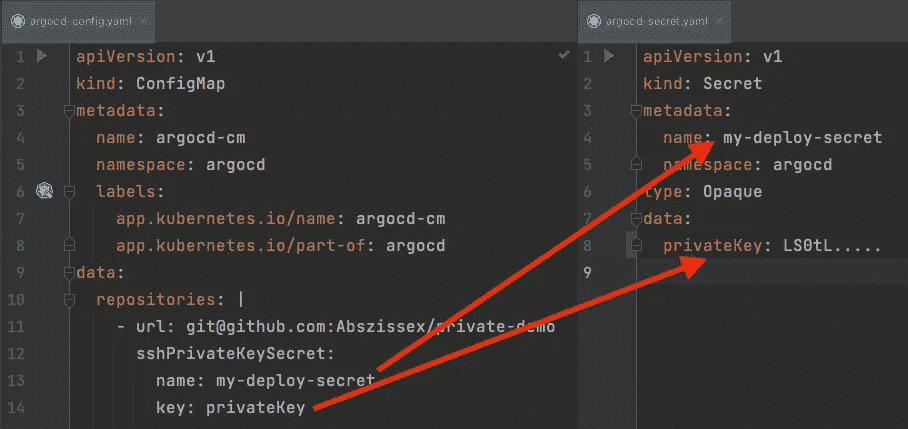 argocd-config.yaml
1 apiVersion: v1
2 kind: ConfigMap
3 metadata:
4 name: argocd-cm
5 namespace: argocd
6 labels:
7 app.kubernetes.io/name: argocd-cm
8 app.kubernetes.io/part-of: argocd
9 data:
10 repositories: |
11 - url: git@github.com:Abszissex/private-demo
12 sshPrivateKeySecret:
13 name: my-deploy-secret
14 key: privateKey
argocd-secret.yaml
1 apiVersion: v1
2 kind: Secret
3 metadata:
4 name: my-deploy-secret
5 namespace: argocd
6 type: Opaque
7 data:
8 privateKey: LS0tL.....
9